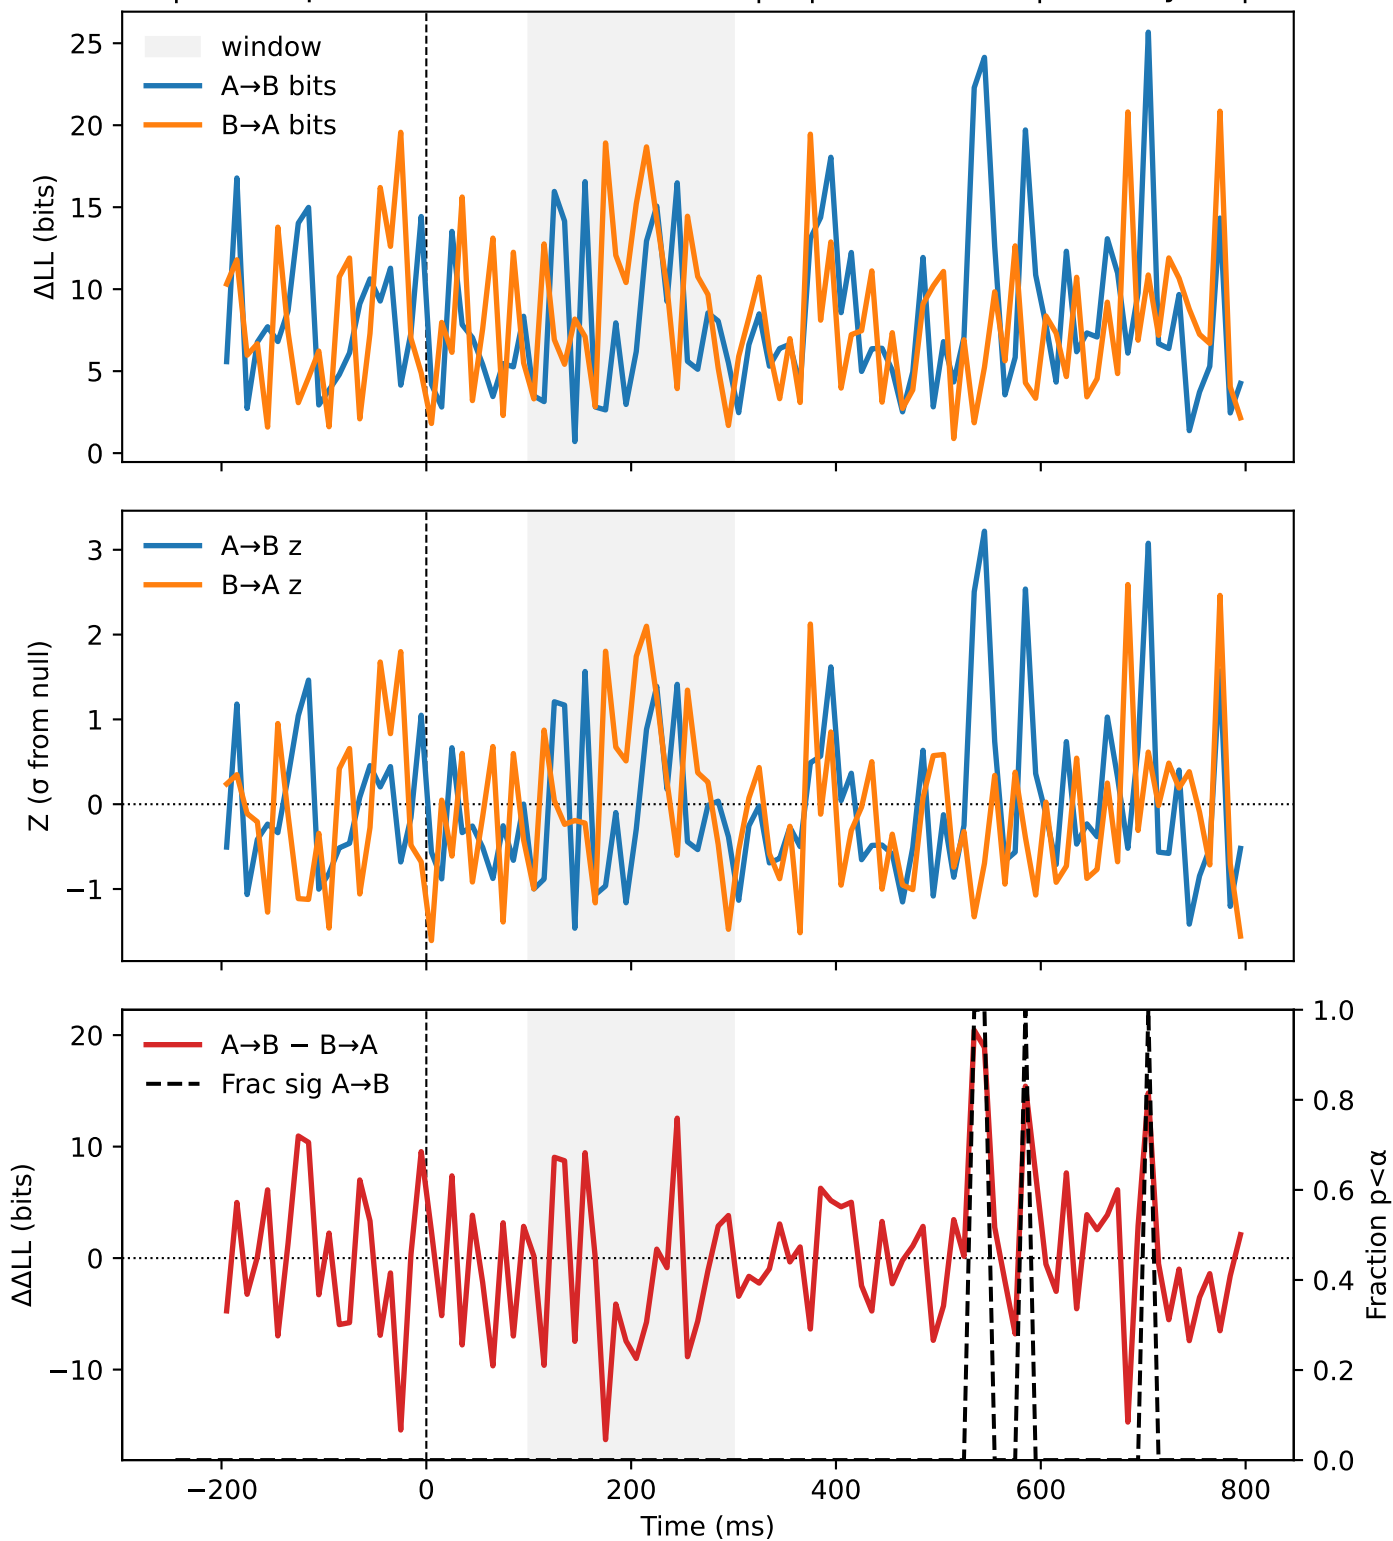 25
20
15
10
5
0
ΔLL (bits)
window
A→B bits
B→A bits
3
2
1
0
−1
Z (σ from null)
A→B z
B→A z
20
10
0
−10
ΔΔLL (bits)
A→B − B→A
Frac sig A→B
1.0
0.8
0.6
0.4
0.2
0.0
Fraction p<α
−200 0 200 400 600 800
Time (ms)